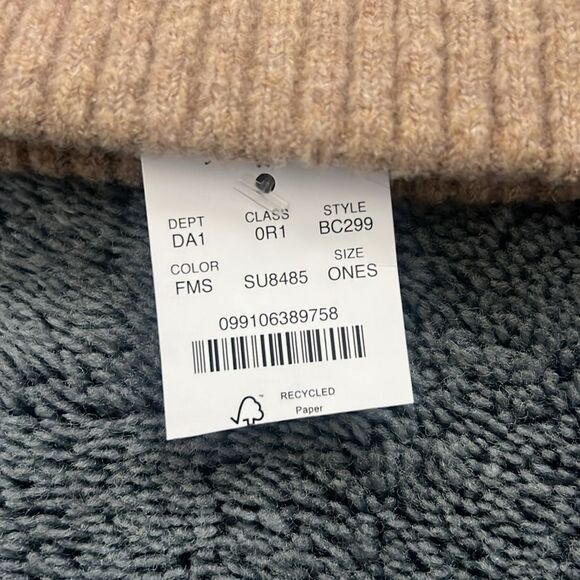 DEPT CLASS STYLE
DA1 0R1 BC299
COLOR SIZE
FMS SU8485 ONES
099106389758
RECYCLED
Paper